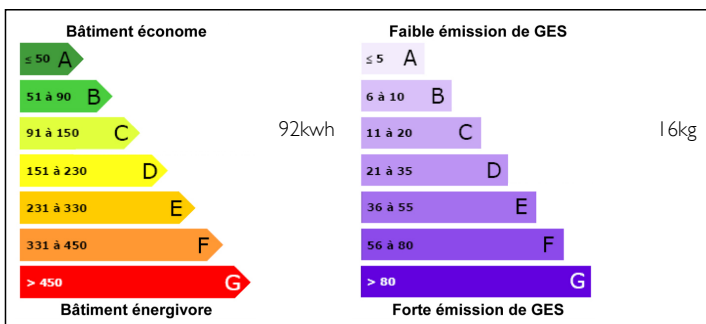 Bâtiment économe
≤ 50 A
51 à 90 B
91 à 150 C
92kwh
151 à 230 D
231 à 330 E
331 à 450 F
> 450 G
Bâtiment énergivore
Faible émission de GES
≤ 5 A
6 à 10 B
11 à 20 C
16kg
21 à 35 D
36 à 55 E
56 à 80 F
> 80 G
Forte émission de GES